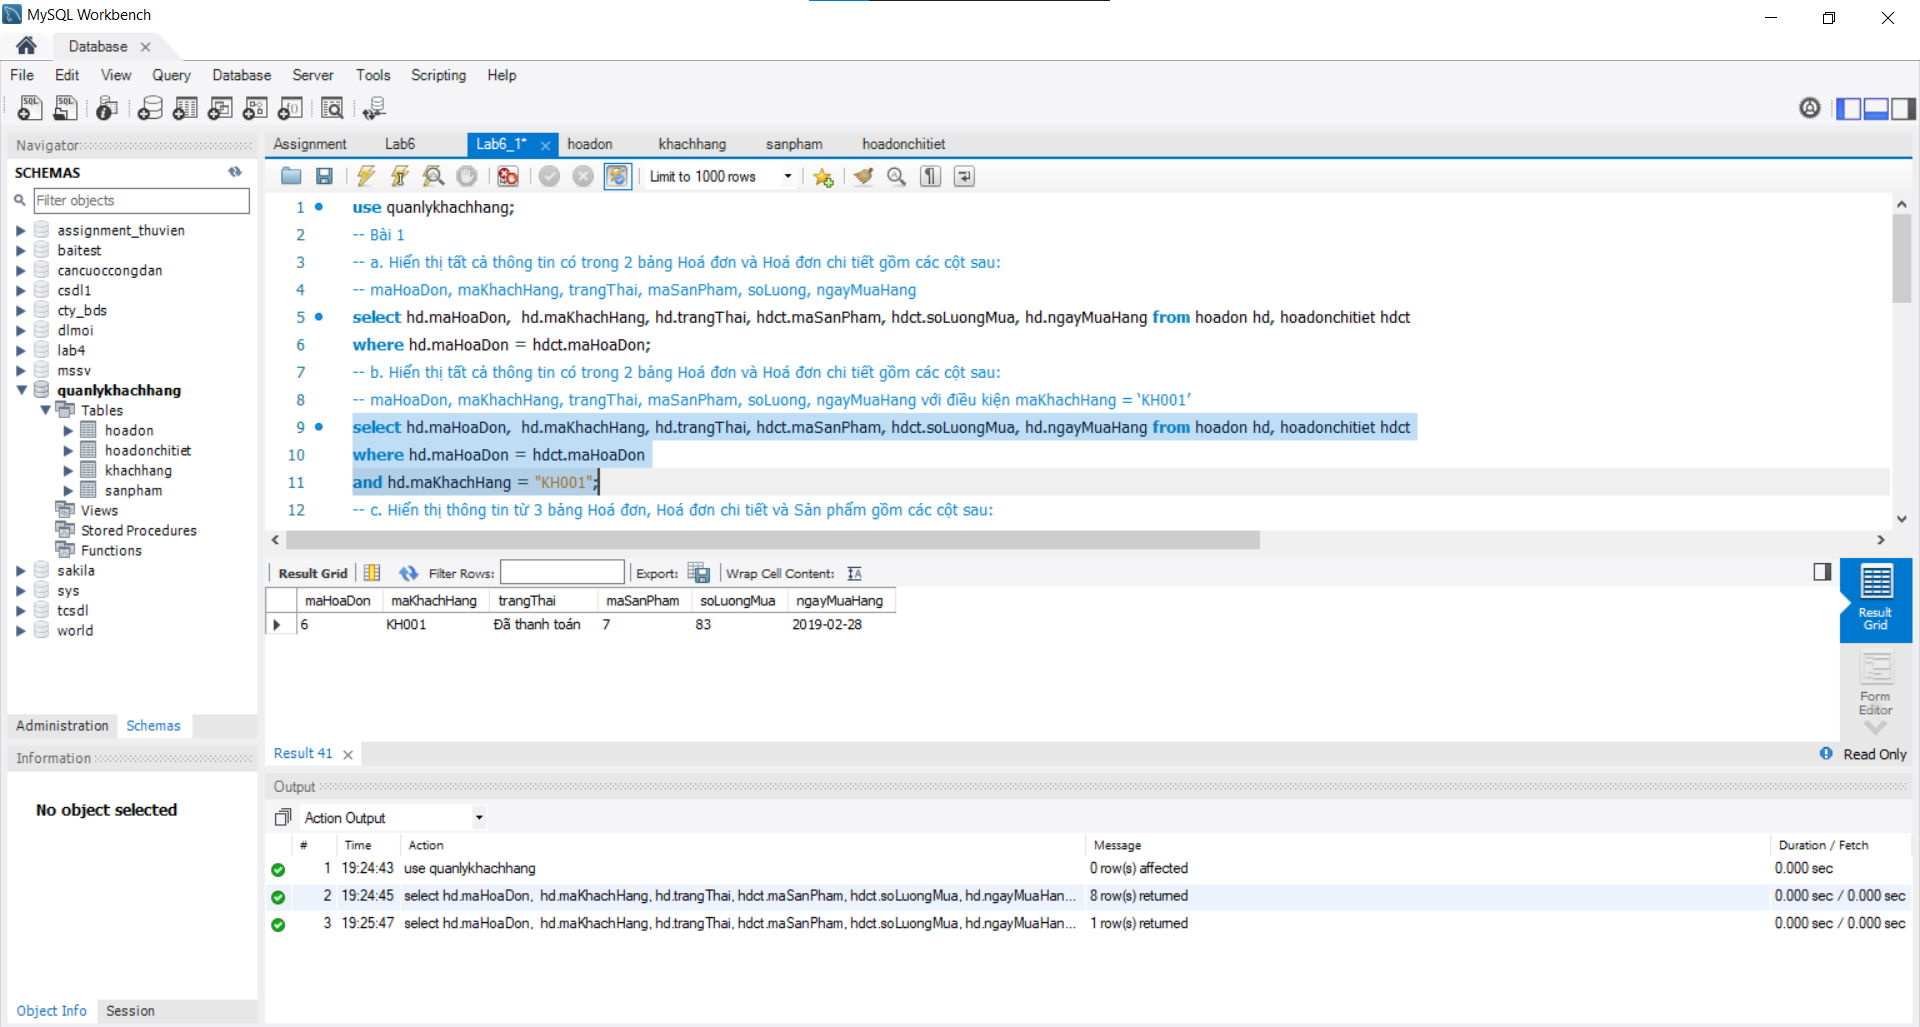 MySQL Workbench
Database
File Edit View Query Database Server Tools Scripting Help
Navigator
SCHEMAS
Filter objects
assignment_thuvien
baitest
cancuoccongdan
csdl1
cty_bds
dlmoi
lab4
mssv
quanlykhachhang
Tables
hoadon
hoadonchitiet
khachhang
sanpham
Views
Stored Procedures
Functions
sakila
sys
tcsdl
world
Administration Schemas
Information
No object selected
Object Info Session
Assignment Lab6 Lab6_1* hoadon khachhang sanpham hoadonchitiet
Limit to 1000 rows
1 use quanlykhachhang;
2 -- Bài 1
3 -- a. Hiển thị tất cả thông tin có trong 2 bảng Hoá đơn và Hoá đơn chi tiết gồm các cột sau:
4 -- maHoaDon, maKhachHang, trangThai, maSanPham, soLuong, ngayMuaHang
5 select hd.maHoaDon,  hd.maKhachHang, hd.trangThai, hdct.maSanPham, hdct.soLuongMua, hd.ngayMuaHang from hoadon hd, hoadonchitiet hdct
6 where hd.maHoaDon = hdct.maHoaDon;
7 -- b. Hiển thị tất cả thông tin có trong 2 bảng Hoá đơn và Hoá đơn chi tiết gồm các cột sau:
8 -- maHoaDon, maKhachHang, trangThai, maSanPham, soLuong, ngayMuaHang với điều kiện maKhachHang = ‘KH001’
9 select hd.maHoaDon,  hd.maKhachHang, hd.trangThai, hdct.maSanPham, hdct.soLuongMua, hd.ngayMuaHang from hoadon hd, hoadonchitiet hdct
10 where hd.maHoaDon = hdct.maHoaDon
11 and hd.maKhachHang = "KH001";
12 -- c. Hiển thị thông tin từ 3 bảng Hoá đơn, Hoá đơn chi tiết và Sản phẩm gồm các cột sau:
Result Grid Filter Rows: Export: Wrap Cell Content:
maHoaDon maKhachHang trangThai maSanPham soLuongMua ngayMuaHang
6 KH001 Đã thanh toán 7 83 2019-02-28
Result Grid
Form Editor
Result 41
Read Only
Output
Action Output
# Time Action Message Duration / Fetch
1 19:24:43 use quanlykhachhang 0 row(s) affected 0.000 sec
2 19:24:45 select hd.maHoaDon,  hd.maKhachHang, hd.trangThai, hdct.maSanPham, hdct.soLuongMua, hd.ngayMuaHan... 8 row(s) returned 0.000 sec / 0.000 sec
3 19:25:47 select hd.maHoaDon,  hd.maKhachHang, hd.trangThai, hdct.maSanPham, hdct.soLuongMua, hd.ngayMuaHan... 1 row(s) returned 0.000 sec / 0.000 sec